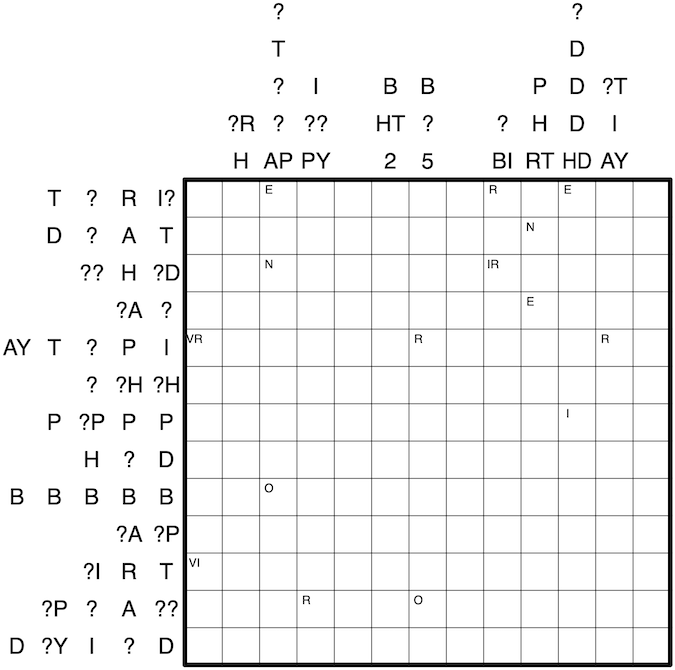 ? ?
T D
? I B B P D ?T
?R ? ?? HT ? ? H D I
H AP PY 2 5 BI RT HD AY
T ? R I? E R E
D ? A T N
?? H ?D N IR
?A ? E
AY T ? P I VR R R
? ?H ?H
P ?P P P I
H ? D
B B B B B O
?A ?P
?I R T VI
?P ? A ?? R O
D ?Y I ? D